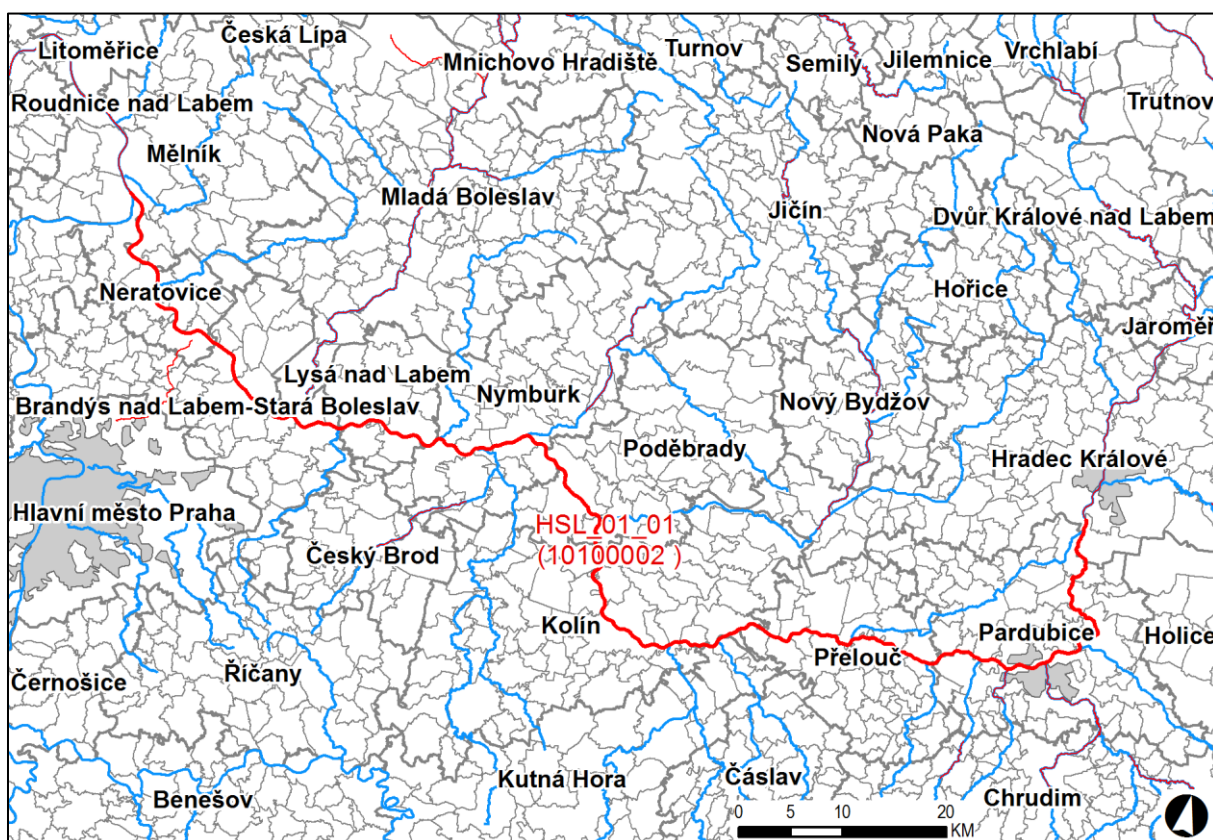 Litoměřice
Česká Lípa
Mnichovo Hradiště
Turnov
Semily
Jilemnice
Vrchlabí
Trutnov
Roudnice nad Labem
Mělník
Nová Paka
Mladá Boleslav
Jičín
Dvůr Králové nad Labem
Neratovice
Hořice
Jaroměř
Lysá nad Labem
Nymburk
Brandýs nad Labem-Stará Boleslav
Nový Bydžov
Poděbrady
Hradec Králové
Hlavní město Praha
HSL_01_01
(10100002 )
Český Brod
Kolín
Pardubice
Holice
Přelouč
Říčany
Černošice
Kutná Hora
Čáslav
Benešov
Chrudim
0 5 10 20
KM